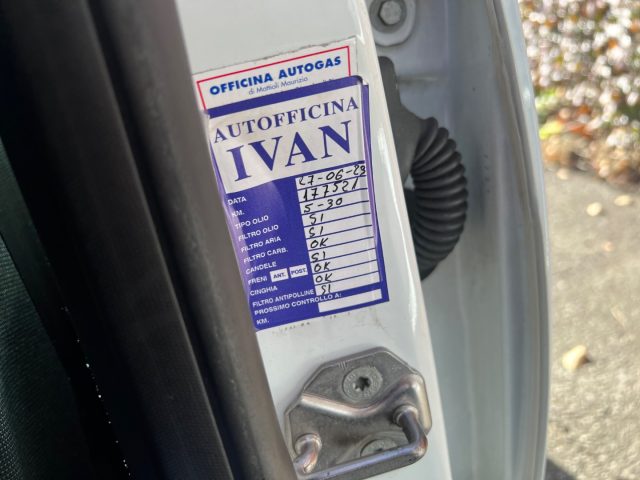 OFFICINA AUTOGAS
di Mattioli Maurizio
AUTOFFICINA
IVAN
DATA 27-06-23
KM. 177521
TIPO OLIO 5-30
FILTRO OLIO SI
FILTRO ARIA SI
FILTRO CARB. OK
CANDELE SI
FRENI ANT. POST. OK
CINGHIA OK
FILTRO ANTIPOLLINE SI
PROSSIMO CONTROLLO A:
KM.